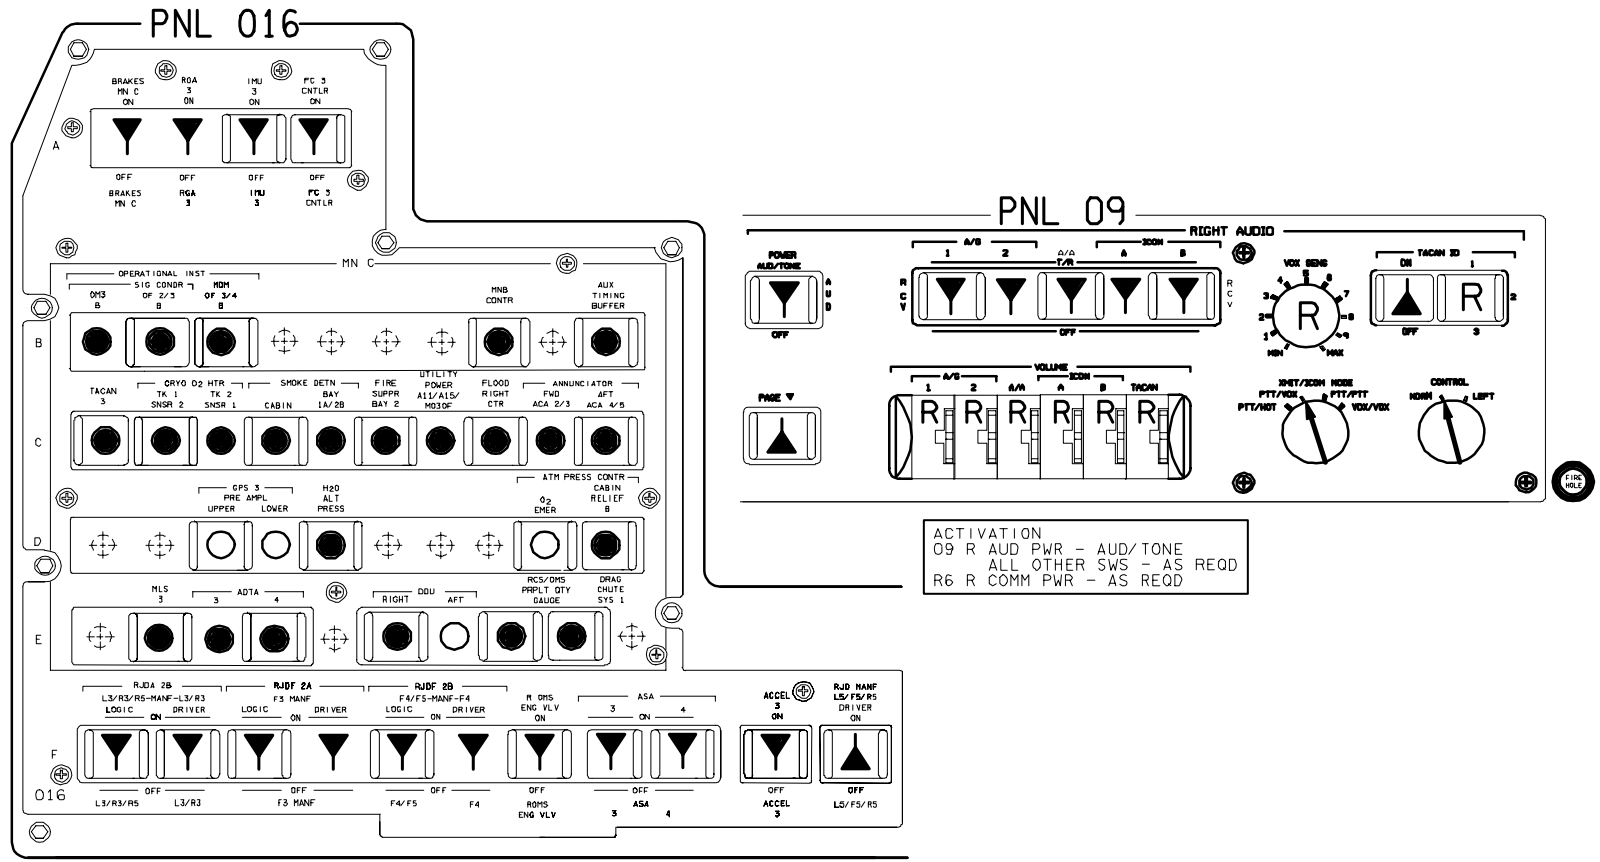 PNL O16
BRAKES MN C ON
RGA 3 ON
IMU 3 ON
FC 3 CNTLR ON
A
OFF OFF OFF OFF
BRAKES MN C
RGA 3
IMU 3
FC 3 CNTLR
MN C
OPERATIONAL INST
SIG CONDR
OM3 B
OF 2/3 B
MDM OF 3/4 B
MNB CONTR
AUX TIMING BUFFER
B
TACAN 3
CRYO O2 HTR
TK 1 SNSR 2
TK 2 SNSR 1
SMOKE DETN
CABIN
BAY 1A/2B
FIRE SUPPR BAY 2
UTILITY POWER A11/A15/ MO30F
FLOOD RIGHT CTR
ANNUNCIATOR
FWD ACA 2/3
AFT ACA 4/5
C
GPS 3
PRE AMPL
UPPER LOWER
H2O ALT PRESS
ATM PRESS CONTR
O2 EMER
CABIN RELIEF B
D
MLS 3
ADTA
3 4
DDU
RIGHT AFT
RCS/OMS PRPLT QTY GAUGE
DRAG CHUTE SYS 1
E
RJDA 2B
L3/R3/R5-MANF-L3/R3
LOGIC DRIVER
ON
RJDF 2A
F3 MANF
LOGIC DRIVER
ON
RJDF 2B
F4/F5-MANF-F4
LOGIC DRIVER
ON
R OMS ENG VLV ON
ASA
3 4
ON
ACCEL 3 ON
RJD MANF L5/F5/R5 DRIVER ON
F
OFF OFF OFF OFF OFF OFF OFF
O16
L3/R3/R5 L3/R3
F3 MANF
F4/F5 F4
ROMS ENG VLV
ASA
3 4
ACCEL 3
L5/F5/R5
PNL O9
RIGHT AUDIO
POWER
AUD/TONE
AUD
OFF
A/G A/A ICOM
1 2 A B
T/R
RCV RCV
OFF
VOX SENS
MIN 1 2 3 4 5 6 7 8 9 MAX
R
TACAN ID
ON 1
R
2
OFF 3
PAGE
VOLUME
A/G ICOM
1 2 A/A A B TACAN
R R R R R R
XMIT/ICOM MODE
PTT/VOX PTT/PTT
PTT/HOT VOX/VOX
CONTROL
NORM LEFT
FIRE HOLE
ACTIVATION
O9 R AUD PWR - AUD/TONE
ALL OTHER SWS - AS REQD
R6 R COMM PWR - AS REQD